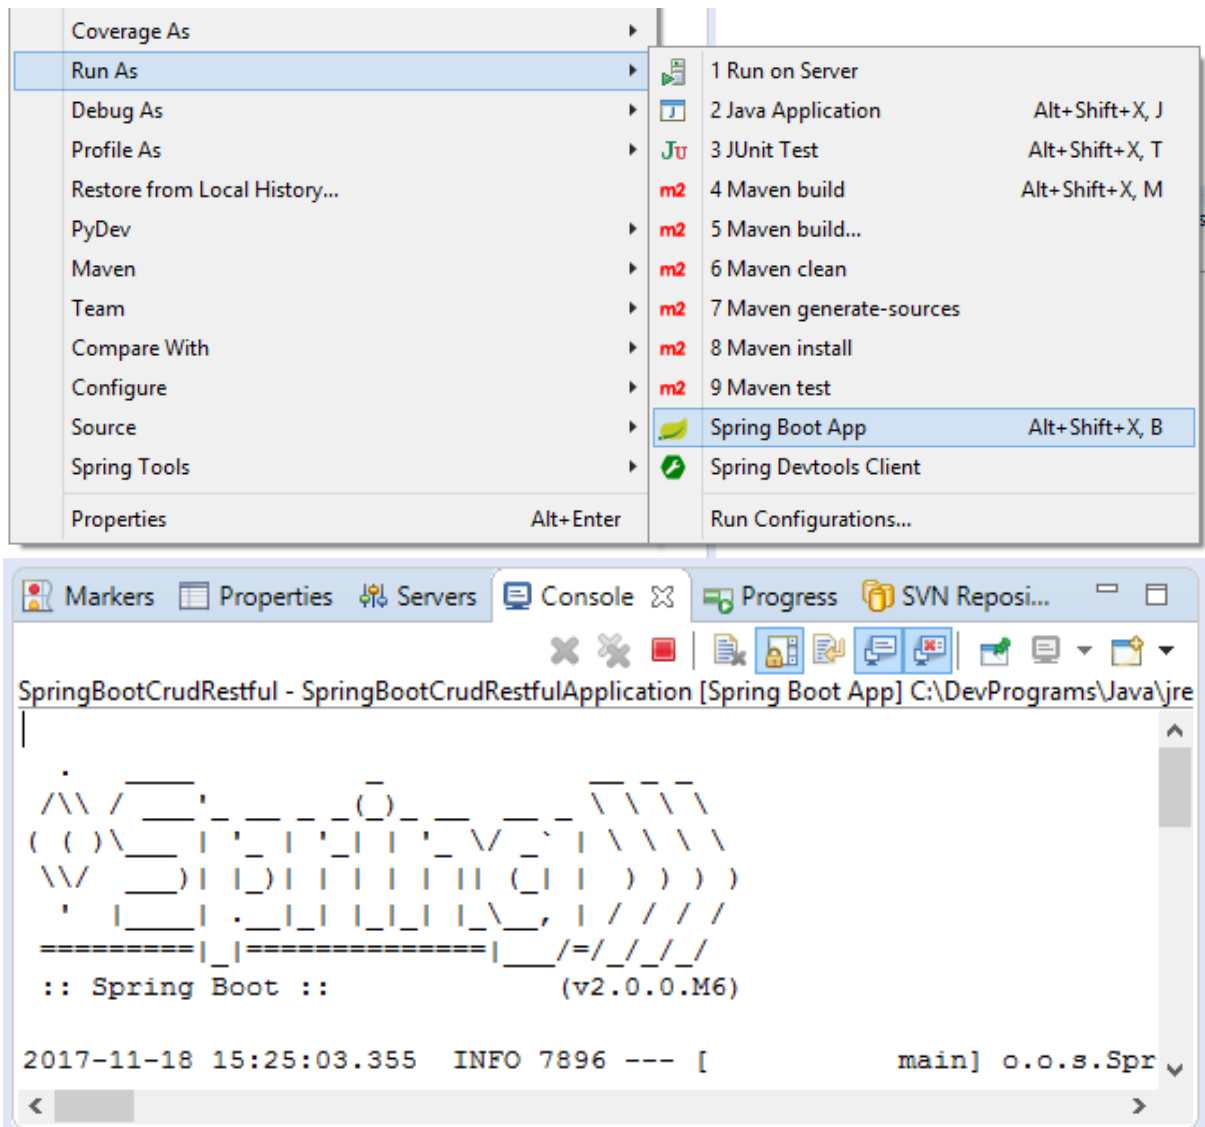 Coverage As
Run As
Debug As
Profile As
Restore from Local History...
PyDev
Maven
Team
Compare With
Configure
Source
Spring Tools
Properties Alt+Enter
1 Run on Server
2 Java Application Alt+Shift+X, J
3 JUnit Test Alt+Shift+X, T
4 Maven build Alt+Shift+X, M
5 Maven build...
6 Maven clean
7 Maven generate-sources
8 Maven install
9 Maven test
Spring Boot App Alt+Shift+X, B
Spring Devtools Client
Run Configurations...
Markers Properties Servers Console Progress SVN Reposi...
SpringBootCrudRestful - SpringBootCrudRestfulApplication [Spring Boot App] C:\DevPrograms\Java\jre
Spring
:: Spring Boot :: (v2.0.0.M6)
2017-11-18 15:25:03.355 INFO 7896 --- [ main] o.o.s.Spr